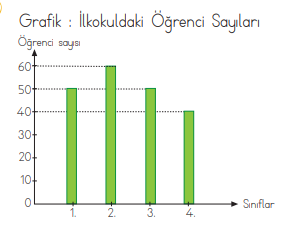 Grafik : İlkokuldaki Öğrenci Sayıları
Öğrenci sayısı
60
50
40
30
20
10
0
1. 2. 3. 4.
Sınıflar